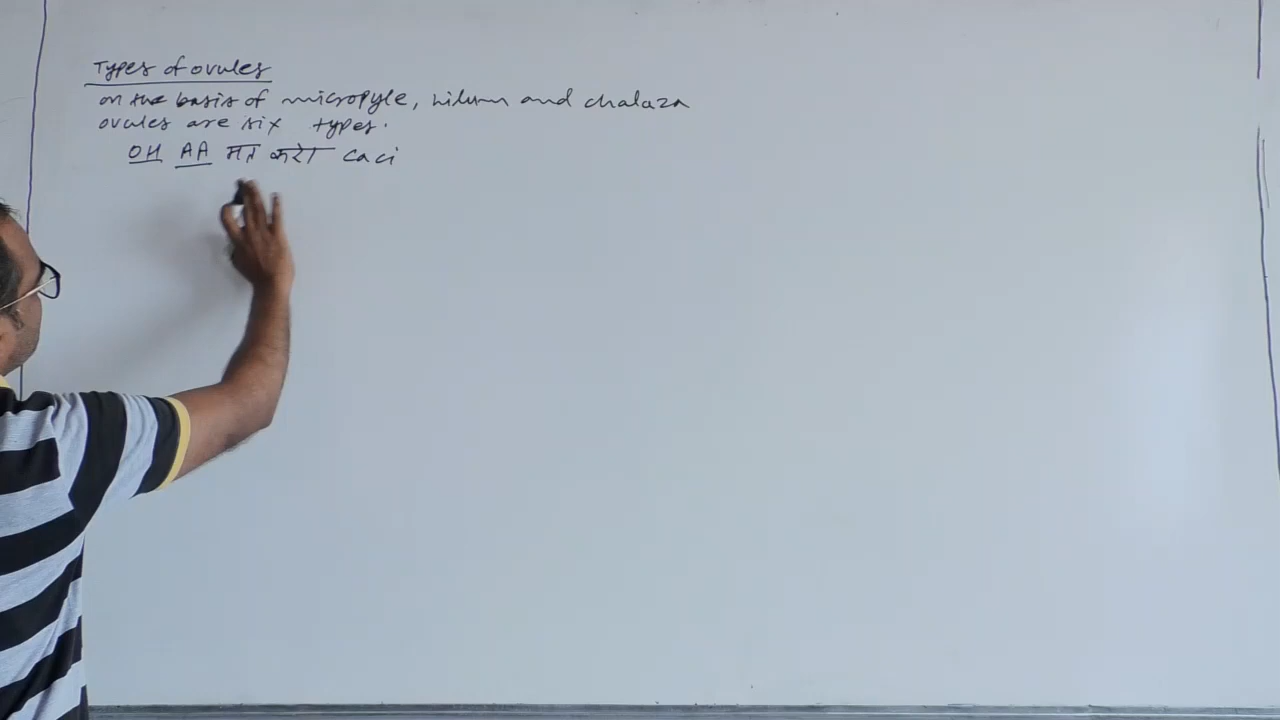 Types of ovules
on the basis of micropyle, hilum and chalaza
ovules are six types.
OH AA मत करो caci